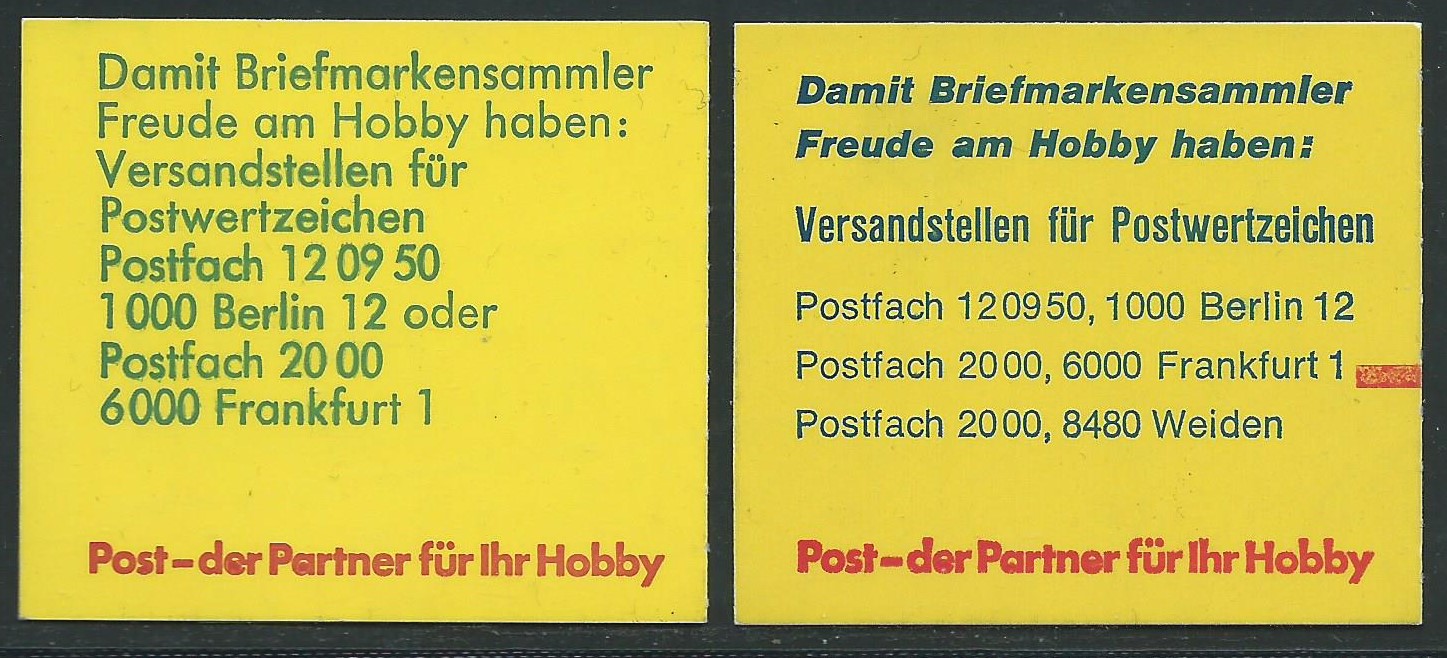 Damit Briefmarkensammler
Freude am Hobby haben:
Versandstellen für
Postwertzeichen
Postfach 12 09 50
1000 Berlin 12 oder
Postfach 20 00
6000 Frankfurt 1
Post–der Partner für Ihr Hobby
Damit Briefmarkensammler
Freude am Hobby haben:
Versandstellen für Postwertzeichen
Postfach 120950, 1000 Berlin 12
Postfach 2000, 6000 Frankfurt 1
Postfach 2000, 8480 Weiden
Post–der Partner für Ihr Hobby